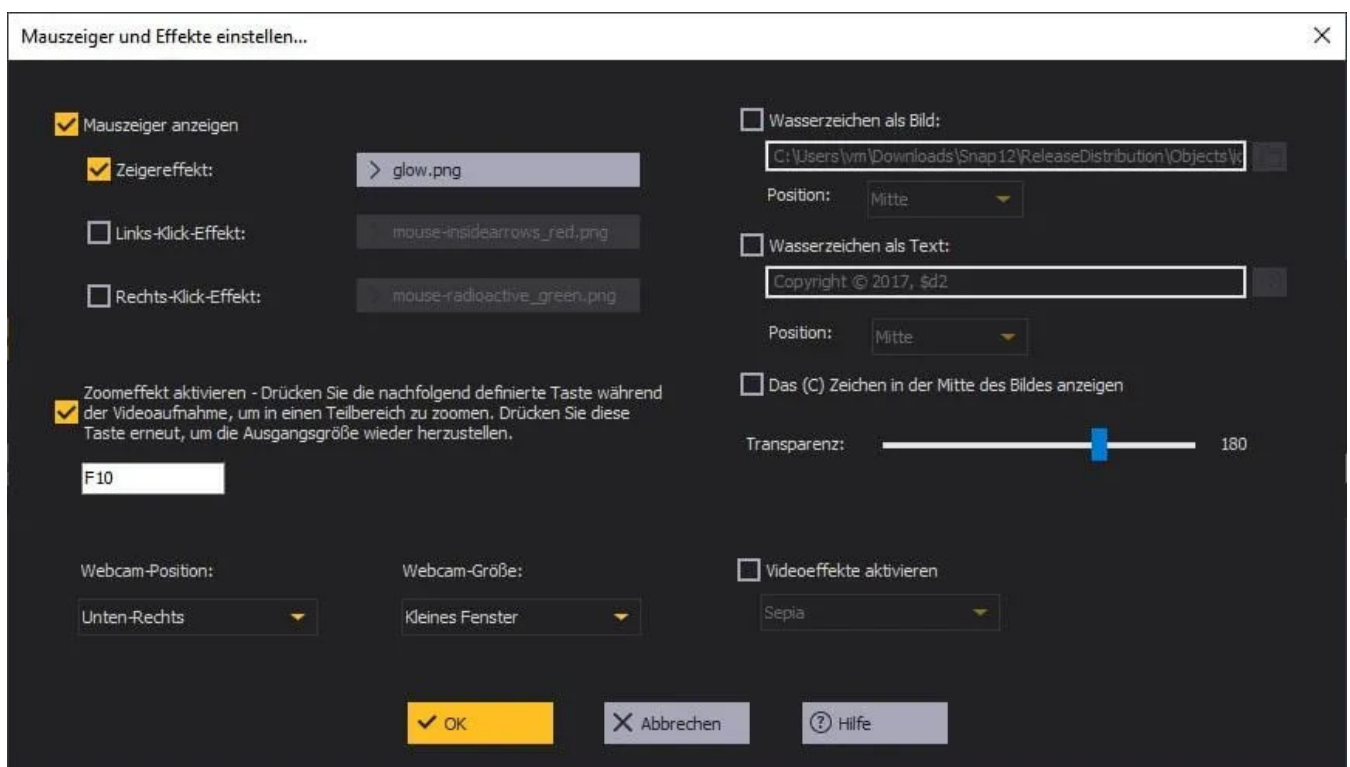 Mauszeiger und Effekte einstellen...
Mauszeiger anzeigen
Zeigereffekt:
glow.png
Links-Klick-Effekt:
mouse-insidearrows_red.png
Rechts-Klick-Effekt:
mouse-radioactive_green.png
Zoomeffekt aktivieren - Drücken Sie die nachfolgend definierte Taste während
der Videoaufnahme, um in einen Teilbereich zu zoomen. Drücken Sie diese
Taste erneut, um die Ausgangsgröße wieder herzustellen.
F10
Webcam-Position:
Unten-Rechts
Webcam-Größe:
Kleines Fenster
Wasserzeichen als Bild:
C:\Users\vm\Downloads\Snap12\ReleaseDistribution\Objects\
Position:
Mitte
Wasserzeichen als Text:
Copyright © 2017, $d2
Position:
Mitte
Das (C) Zeichen in der Mitte des Bildes anzeigen
Transparenz:
180
Videoeffekte aktivieren
Sepia
OK
Abbrechen
Hilfe